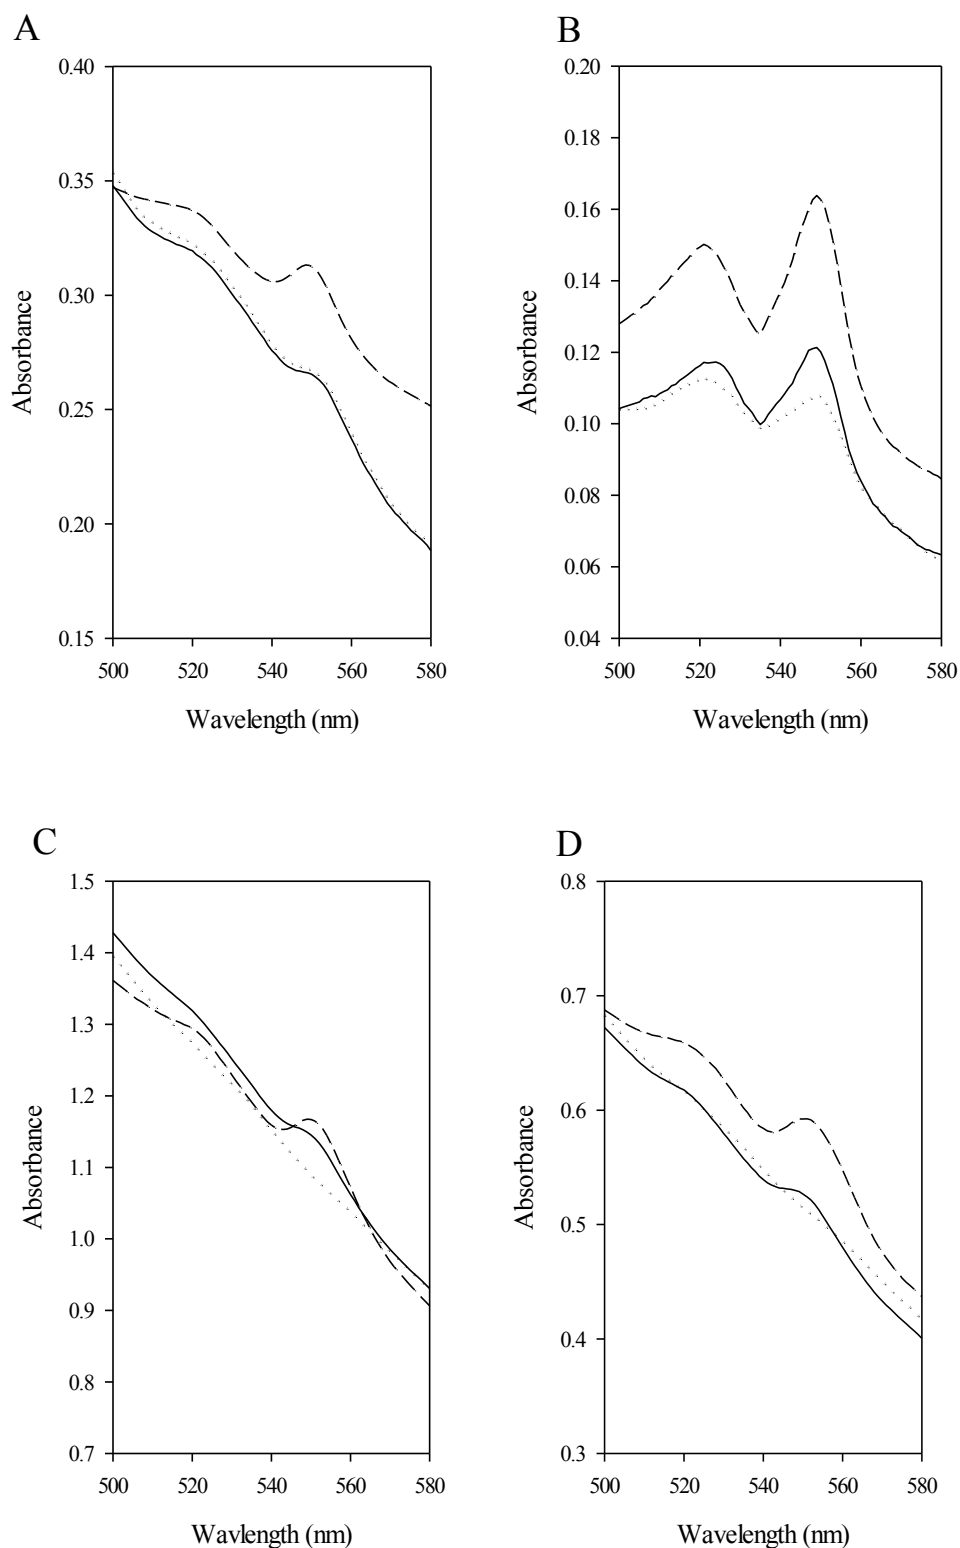 A
B
0.40
0.35
0.30
0.25
0.20
0.15
Absorbance
500 520 540 560 580
Wavelength (nm)
0.20
0.18
0.16
0.14
0.12
0.10
0.08
0.06
0.04
Absorbance
500 520 540 560 580
Wavelength (nm)
C
D
1.5
1.4
1.3
1.2
1.1
1.0
0.9
0.8
0.7
Absorbance
500 520 540 560 580
Wavlength (nm)
0.8
0.7
0.6
0.5
0.4
0.3
Absorbance
500 520 540 560 580
Wavelength (nm)